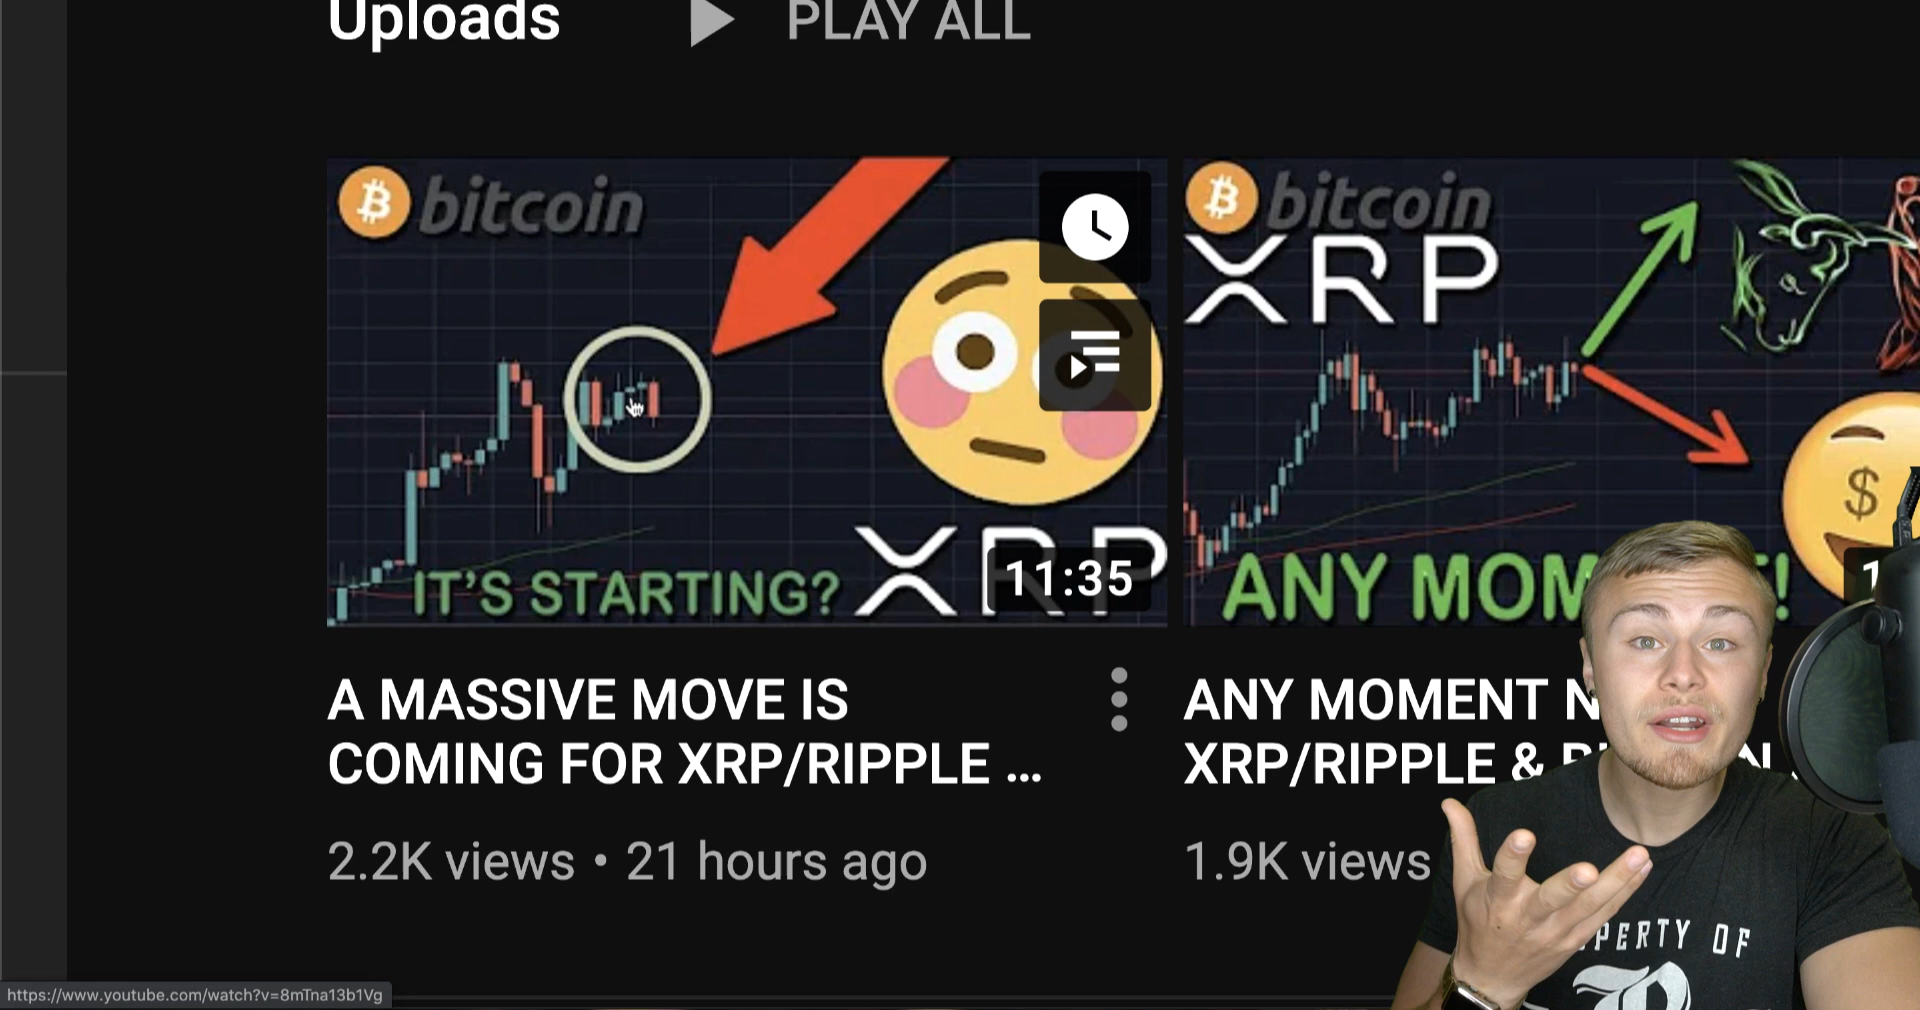 Uploads
PLAY ALL
bitcoin
IT'S STARTING?
XRP
11:35
bitcoin
XRP
$
ANY MOM
!
A MASSIVE MOVE IS
COMING FOR XRP/RIPPLE ...
2.2K views • 21 hours ago
ANY MOMENT N
XRP/RIPPLE &
1.9K views
PERTY OF
https://www.youtube.com/watch?v=8mTna13b1Vg